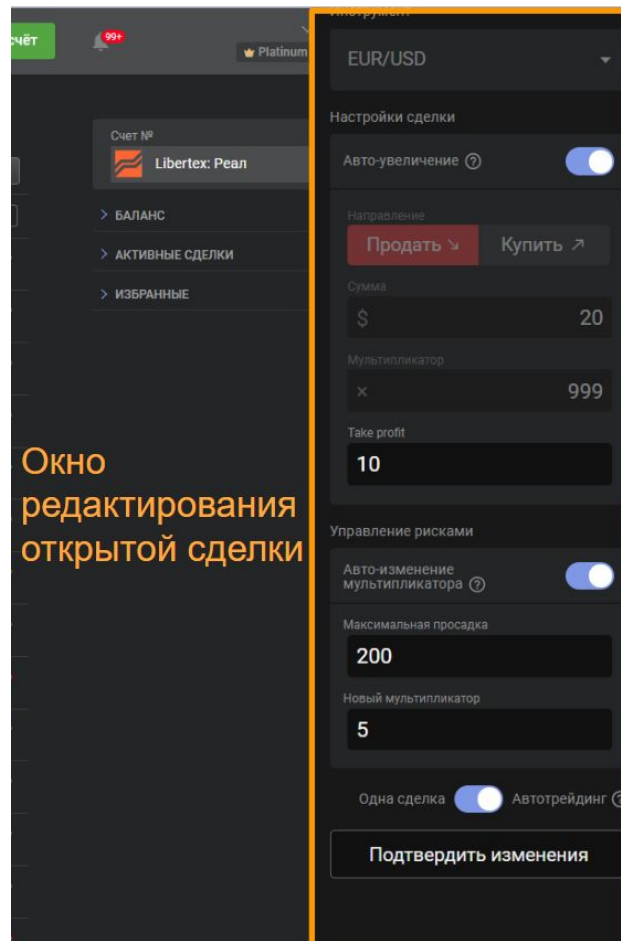 чёт
99+
Platinum
Счет №
Libertex: Реал
БАЛАНС
АКТИВНЫЕ СДЕЛКИ
ИЗБРАННЫЕ
Окно
редактирования
открытой сделки
Инструмент
EUR/USD
Настройки сделки
Авто-увеличение ?
Направление
Продать ↘ Купить ↗
Сумма
$ 20
Мультипликатор
× 999
Take profit
10
Управление рисками
Авто-изменение
мультипликатора ?
Максимальная просадка
200
Новый мультипликатор
5
Одна сделка Автотрейдинг ?
Подтвердить изменения